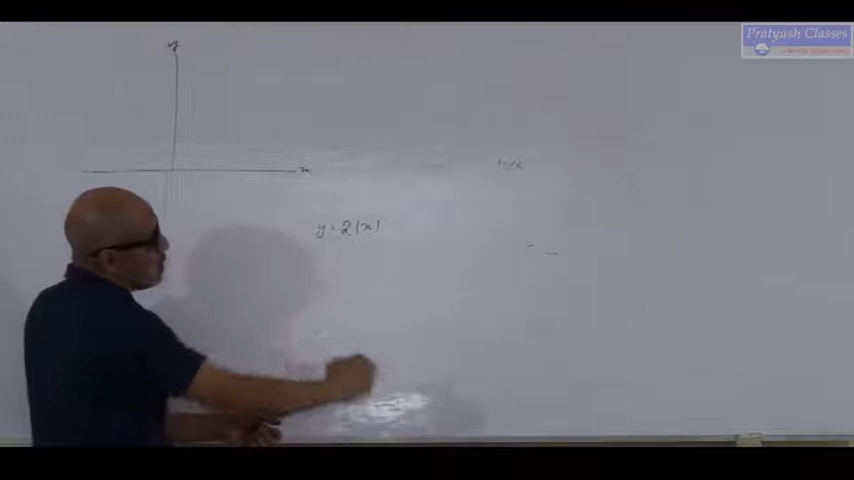 Pratyush Classes
y
x
y = 2|x|